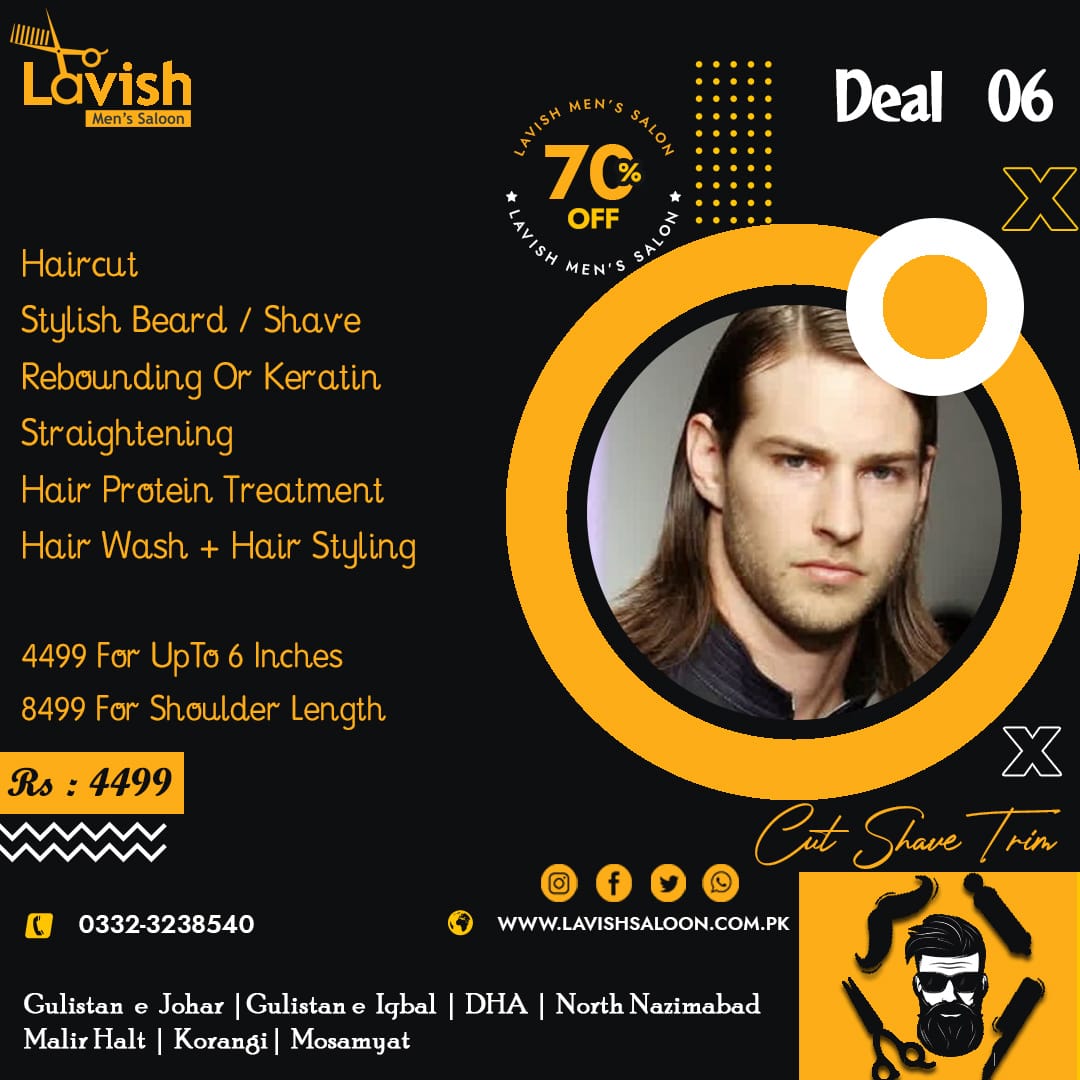 Lavish
Men's Saloon
Deal 06
LAVISH MEN'S SALON
70%
OFF
LAVISH MEN'S SALON
Haircut
Stylish Beard / Shave
Rebounding Or Keratin
Straightening
Hair Protein Treatment
Hair Wash + Hair Styling
4499 For UpTo 6 Inches
8499 For Shoulder Length
Rs : 4499
Cut Shave Trim
0332-3238540
WWW.LAVISHSALOON.COM.PK
Gulistan e Johar | Gulistan e Iqbal | DHA | North Nazimabad
Malir Halt | Korangi | Mosamyat